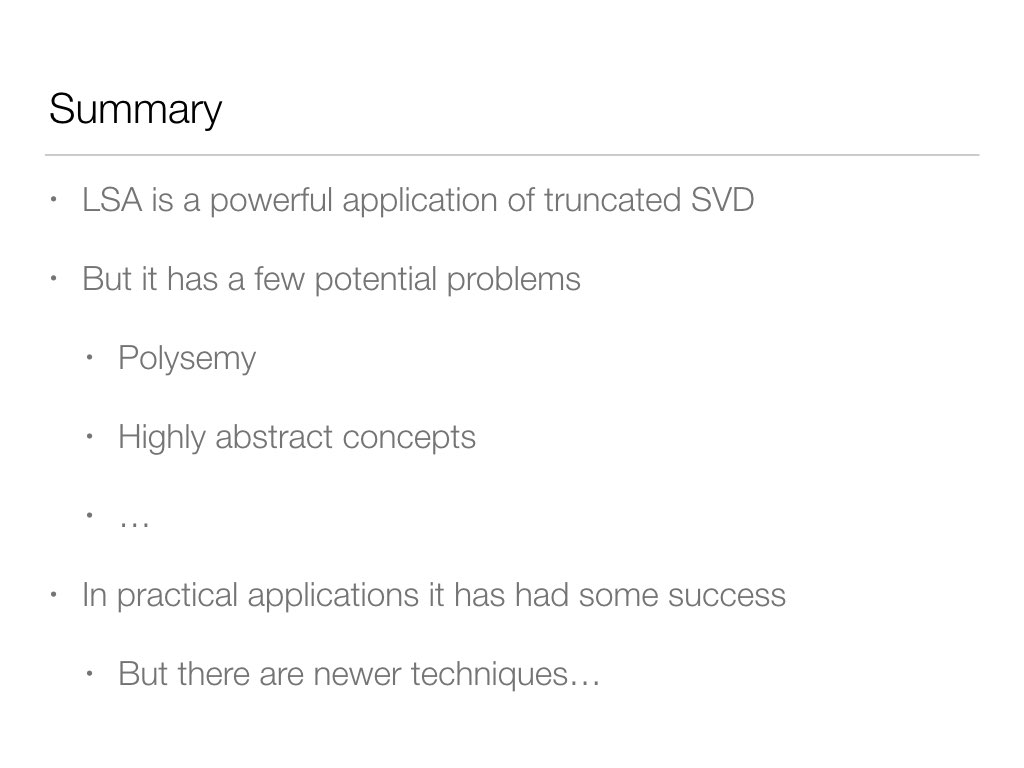 Summary
• LSA is a powerful application of truncated SVD
• But it has a few potential problems
• Polysemy
• Highly abstract concepts
• …
• In practical applications it has had some success
• But there are newer techniques…